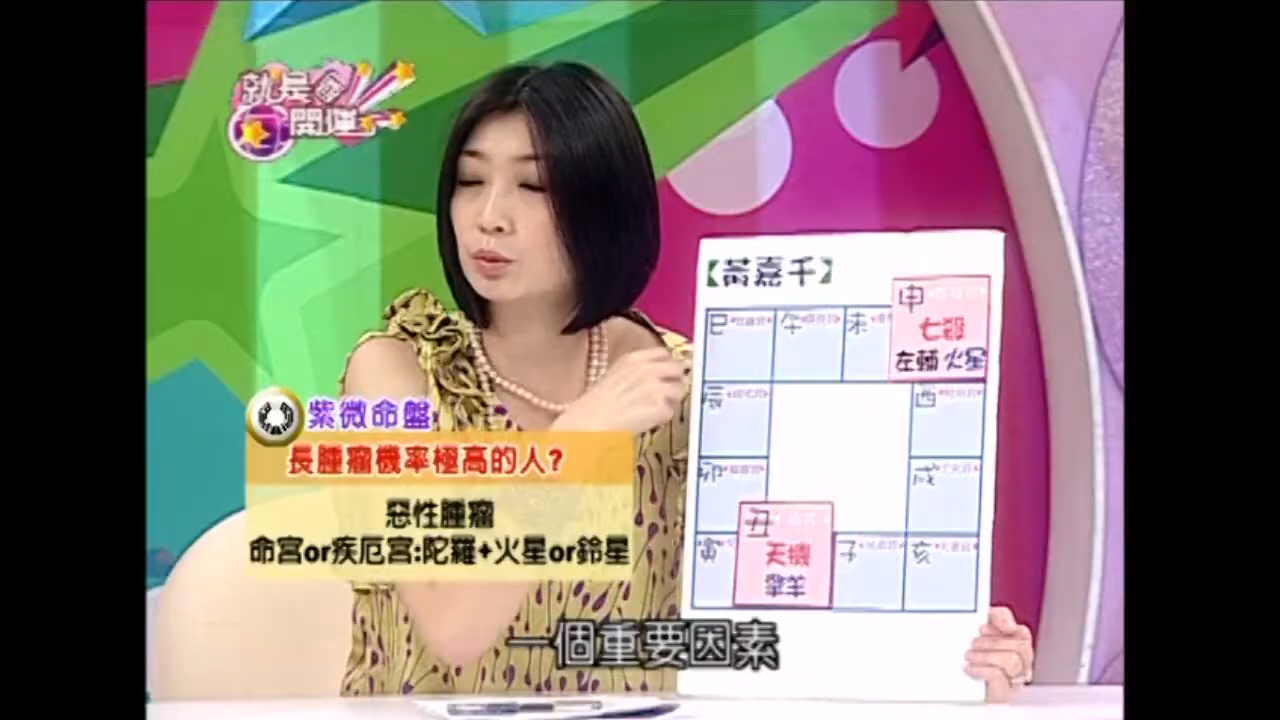 就是命
開運
【黃嘉千】
申
七殺
左輔 火星
巳
午
未
辰
酉
卯
戌
丑
天機
擎羊
寅
子
亥
紫微命盤
長腫瘤機率極高的人?
惡性腫瘤
命宮or疾厄宮:陀羅+火星or鈴星
一個重要因素